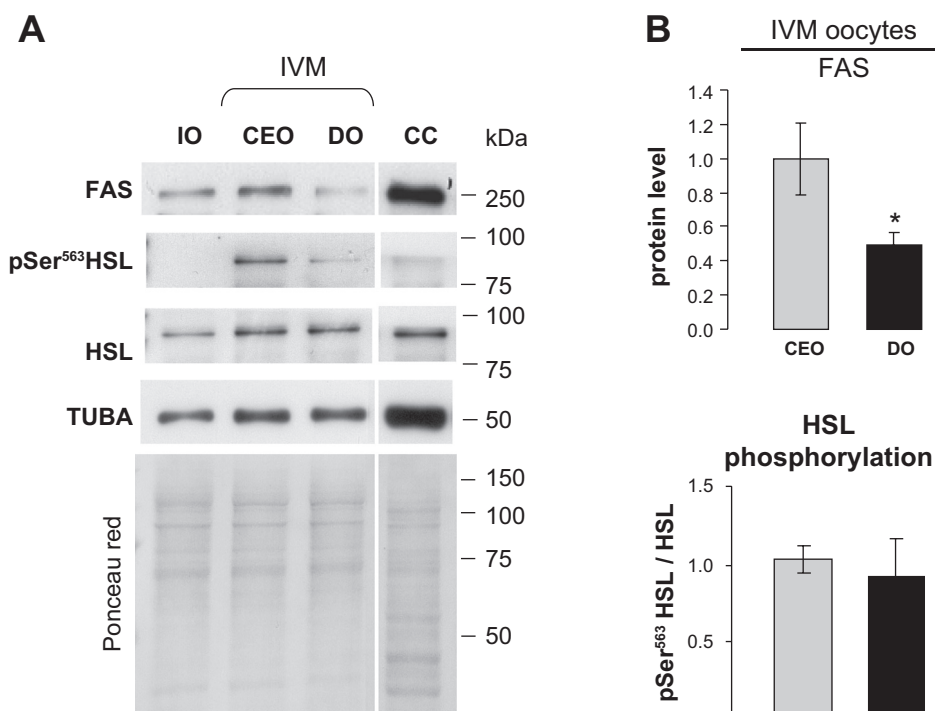 A
IVM
IO CEO DO CC kDa
FAS
250
pSer563HSL
100
75
HSL
100
75
TUBA
50
Ponceau red
150
100
75
50
B
IVM oocytes
FAS
protein level
1.4
1.2
1.0
0.8
0.6
0.4
0.2
0.0
*
CEO DO
HSL
phosphorylation
pSer563 HSL / HSL
1.5
1.0
0.5